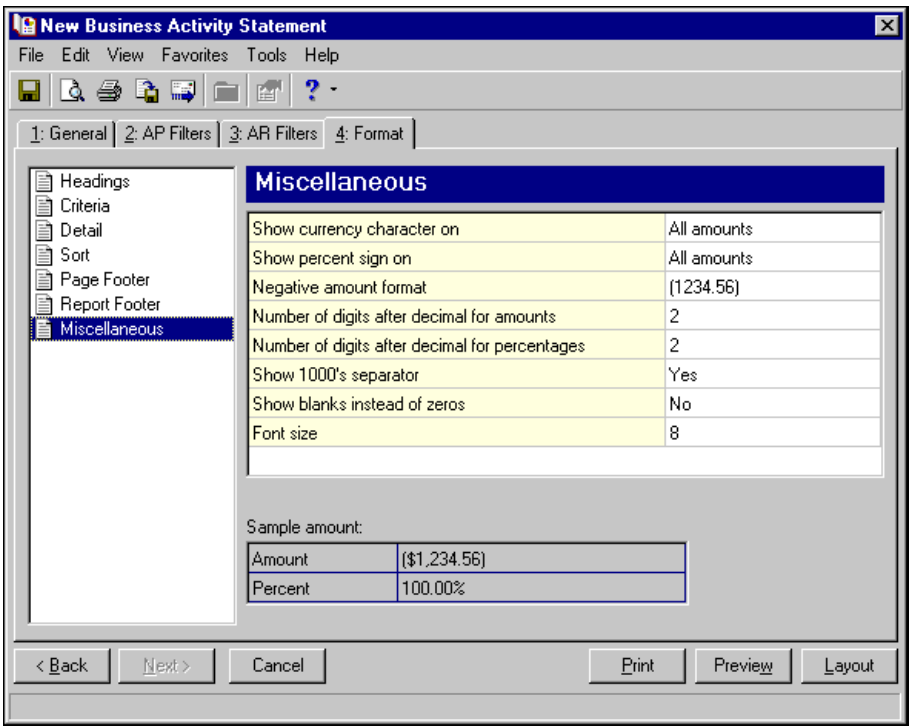 New Business Activity Statement
File Edit View Favorites Tools Help
1: General 2: AP Filters 3: AR Filters 4: Format
Headings
Criteria
Detail
Sort
Page Footer
Report Footer
Miscellaneous
Miscellaneous
Show currency character on All amounts
Show percent sign on All amounts
Negative amount format (1234.56)
Number of digits after decimal for amounts 2
Number of digits after decimal for percentages 2
Show 1000's separator Yes
Show blanks instead of zeros No
Font size 8
Sample amount:
Amount ($1,234.56)
Percent 100.00%
< Back Next > Cancel Print Preview Layout